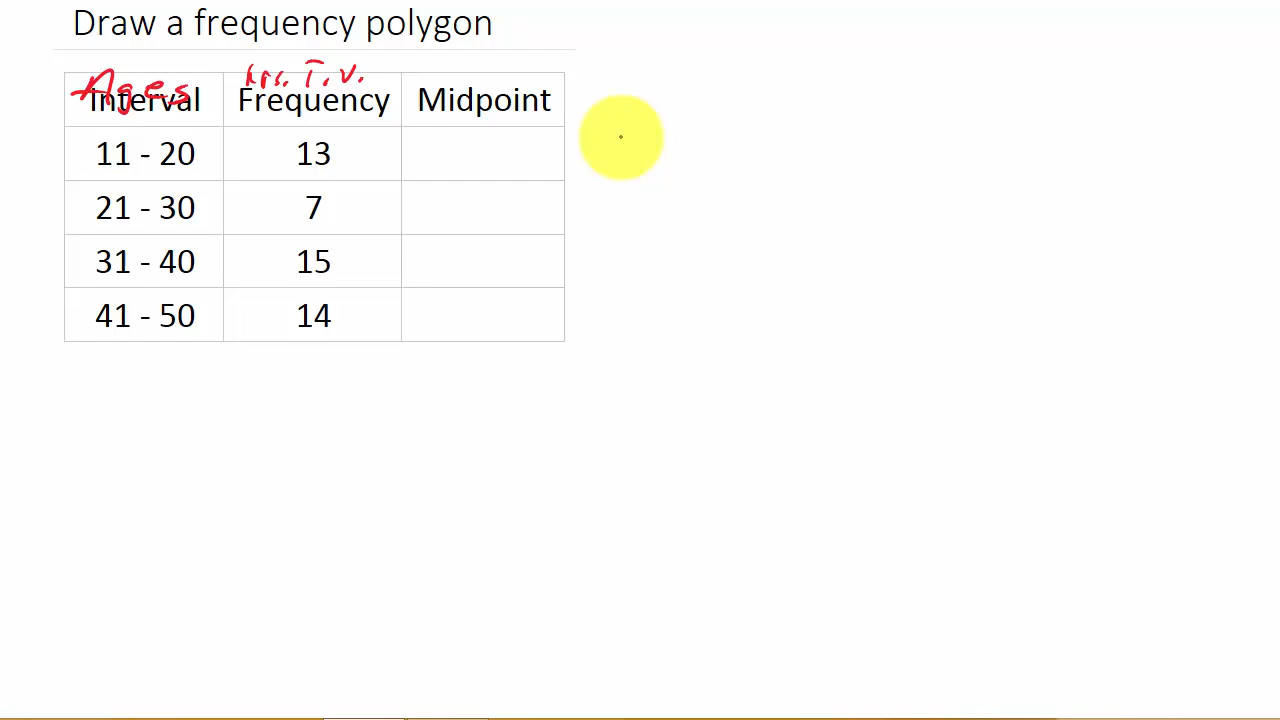 Draw a frequency polygon
Ages hrs. T.V.
Interval Frequency Midpoint
11 - 20 13
21 - 30 7
31 - 40 15
41 - 50 14